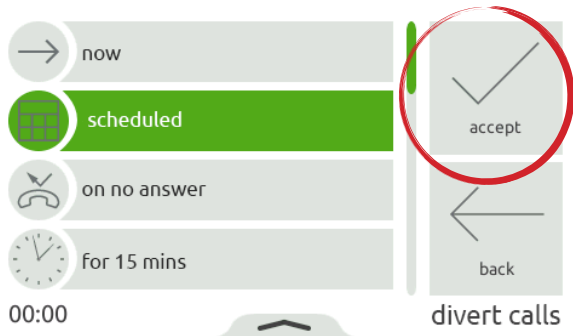 now
scheduled
accept
on no answer
for 15 mins
back
00:00
divert calls